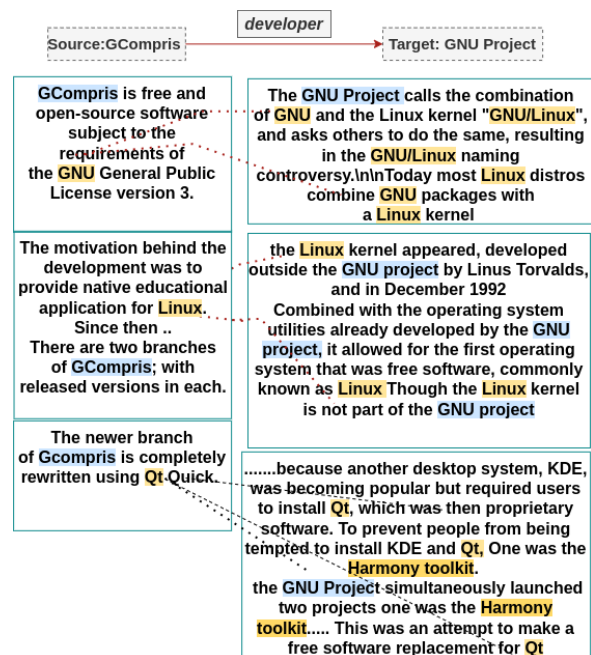 developer
Source:GCompris
Target: GNU Project
GCompris is free and
open-source software
subject to the
requirements of
the GNU General Public
License version 3.
The GNU Project calls the combination
of GNU and the Linux kernel "GNU/Linux",
and asks others to do the same, resulting
in the GNU/Linux naming
controversy.\n\nToday most Linux distros
combine GNU packages with
a Linux kernel
The motivation behind the
development was to
provide native educational
application for Linux.
Since then ..
There are two branches
of GCompris; with
released versions in each.
the Linux kernel appeared, developed
outside the GNU project by Linus Torvalds,
and in December 1992
Combined with the operating system
utilities already developed by the GNU
project, it allowed for the first operating
system that was free software, commonly
known as Linux Though the Linux kernel
is not part of the GNU project
The newer branch
of Gcompris is completely
rewritten using Qt Quick.
.......because another desktop system, KDE,
was becoming popular but required users
to install Qt, which was then proprietary
software. To prevent people from being
tempted to install KDE and Qt, One was the
Harmony toolkit.
the GNU Project simultaneously launched
two projects one was the Harmony
toolkit..... This was an attempt to make a
free software replacement for Qt